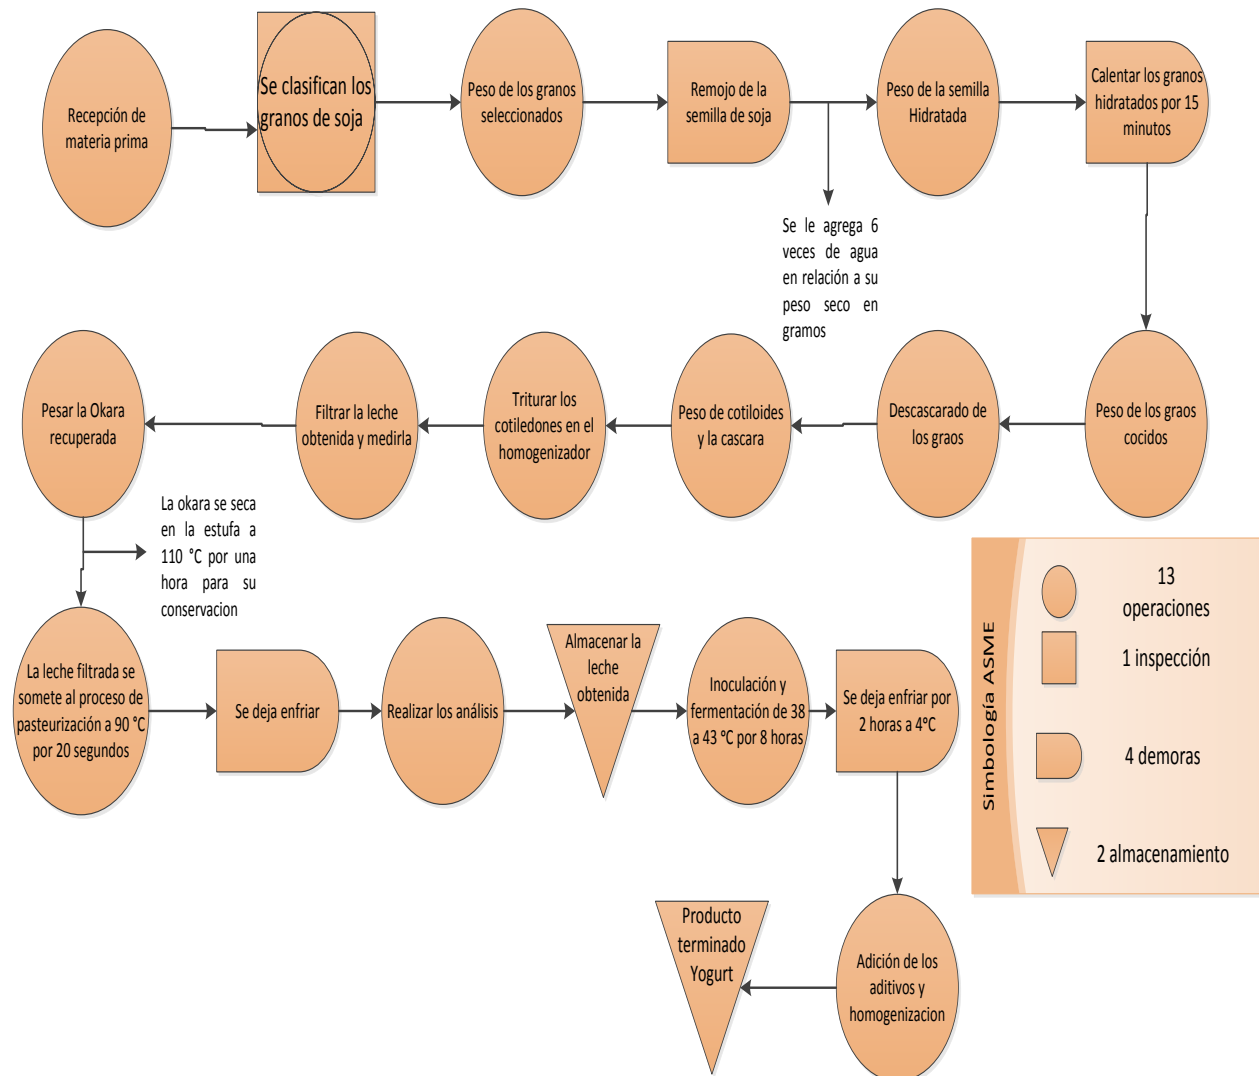 Recepción de
materia prima
Se clasifican los
granos de soja
Peso de los granos
seleccionados
Remojo de la
semilla de soja
Peso de la semilla
Hidratada
Calentar los granos
hidratados por 15
minutos
Se le agrega 6
veces de agua
en relación a su
peso seco en
gramos
Peso de los graos
cocidos
Descascarado de
los graos
Peso de cotiloides
y la cascara
Triturar los
cotiledones en el
homogenizador
Filtrar la leche
obtenida y medirla
Pesar la Okara
recuperada
La okara se seca
en la estufa a
110 °C por una
hora para su
conservacion
La leche filtrada se
somete al proceso de
pasteurización a 90 °C
por 20 segundos
Se deja enfriar
Realizar los análisis
Almacenar la
leche
obtenida
Inoculación y
fermentación de 38
a 43 ºC por 8 horas
Se deja enfriar por
2 horas a 4ºC
Adición de los
aditivos y
homogenizacion
Producto
terminado
Yogurt
Simbología ASME
13
operaciones
1 inspección
4 demoras
2 almacenamiento